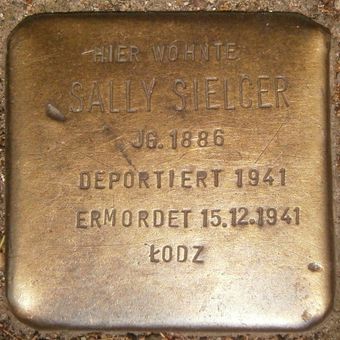 HIER WOHNTE
SALLY SIELCER
JG. 1886
DEPORTIERT 1941
ERMORDET 15.12.1941
ŁODZ